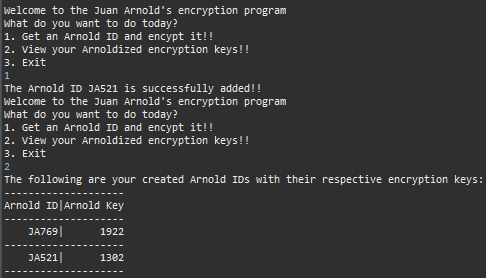 Welcome to the Juan Arnold's encryption program
What do you want to do today?
1. Get an Arnold ID and encypt it!!
2. View your Arnoldized encryption keys!!
3. Exit
1
The Arnold ID JA521 is successfully added!!
Welcome to the Juan Arnold's encryption program
What do you want to do today?
1. Get an Arnold ID and encypt it!!
2. View your Arnoldized encryption keys!!
3. Exit
2
The following are your created Arnold IDs with their respective encryption keys:
--------------------
Arnold ID|Arnold Key
--------------------
    JA769|      1922
--------------------
    JA521|      1302
--------------------